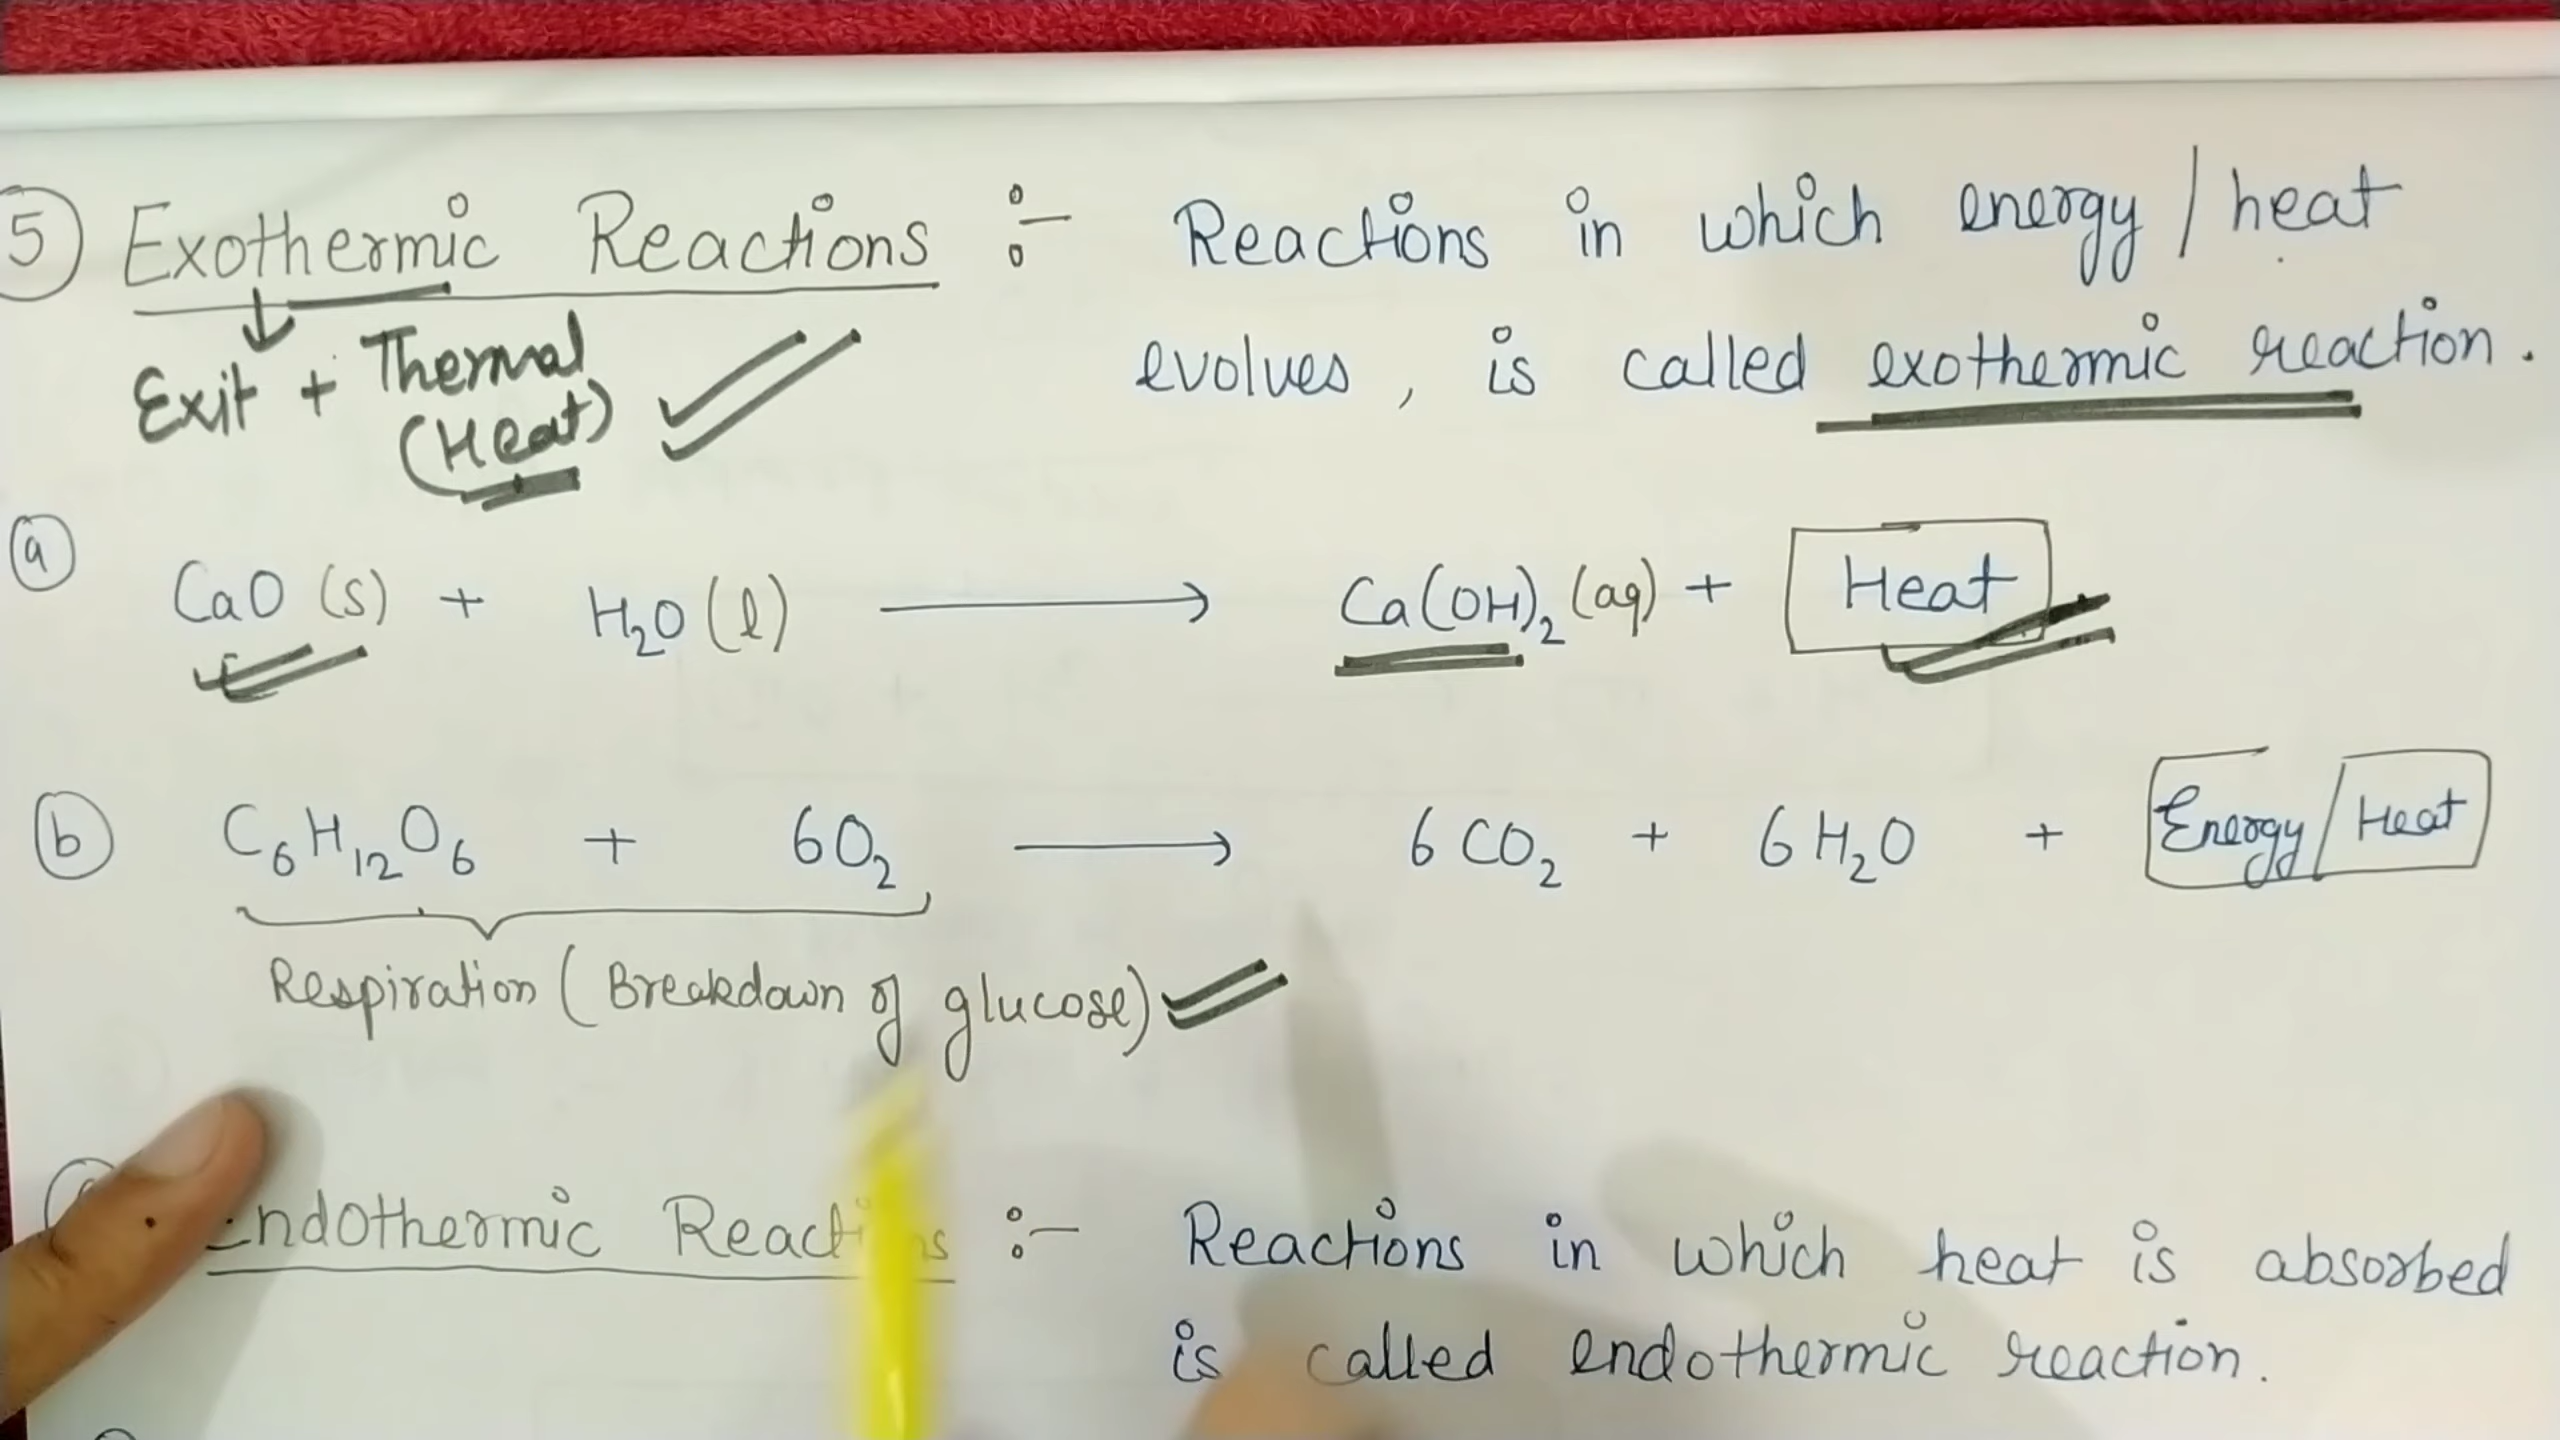 5 Exothermic Reactions :- Reactions in which energy / heat
evolves, is called exothermic reaction.
Exit + Thermal
(Heat)
a CaO (s) + H₂O (l) ⟶ Ca(OH)₂ (aq) + Heat
b C₆H₁₂O₆ + 6O₂ ⟶ 6CO₂ + 6H₂O + Energy / Heat
Respiration (Breakdown of glucose)
ndothermic Reacti s :- Reactions in which heat is absorbed
is called endothermic reaction.